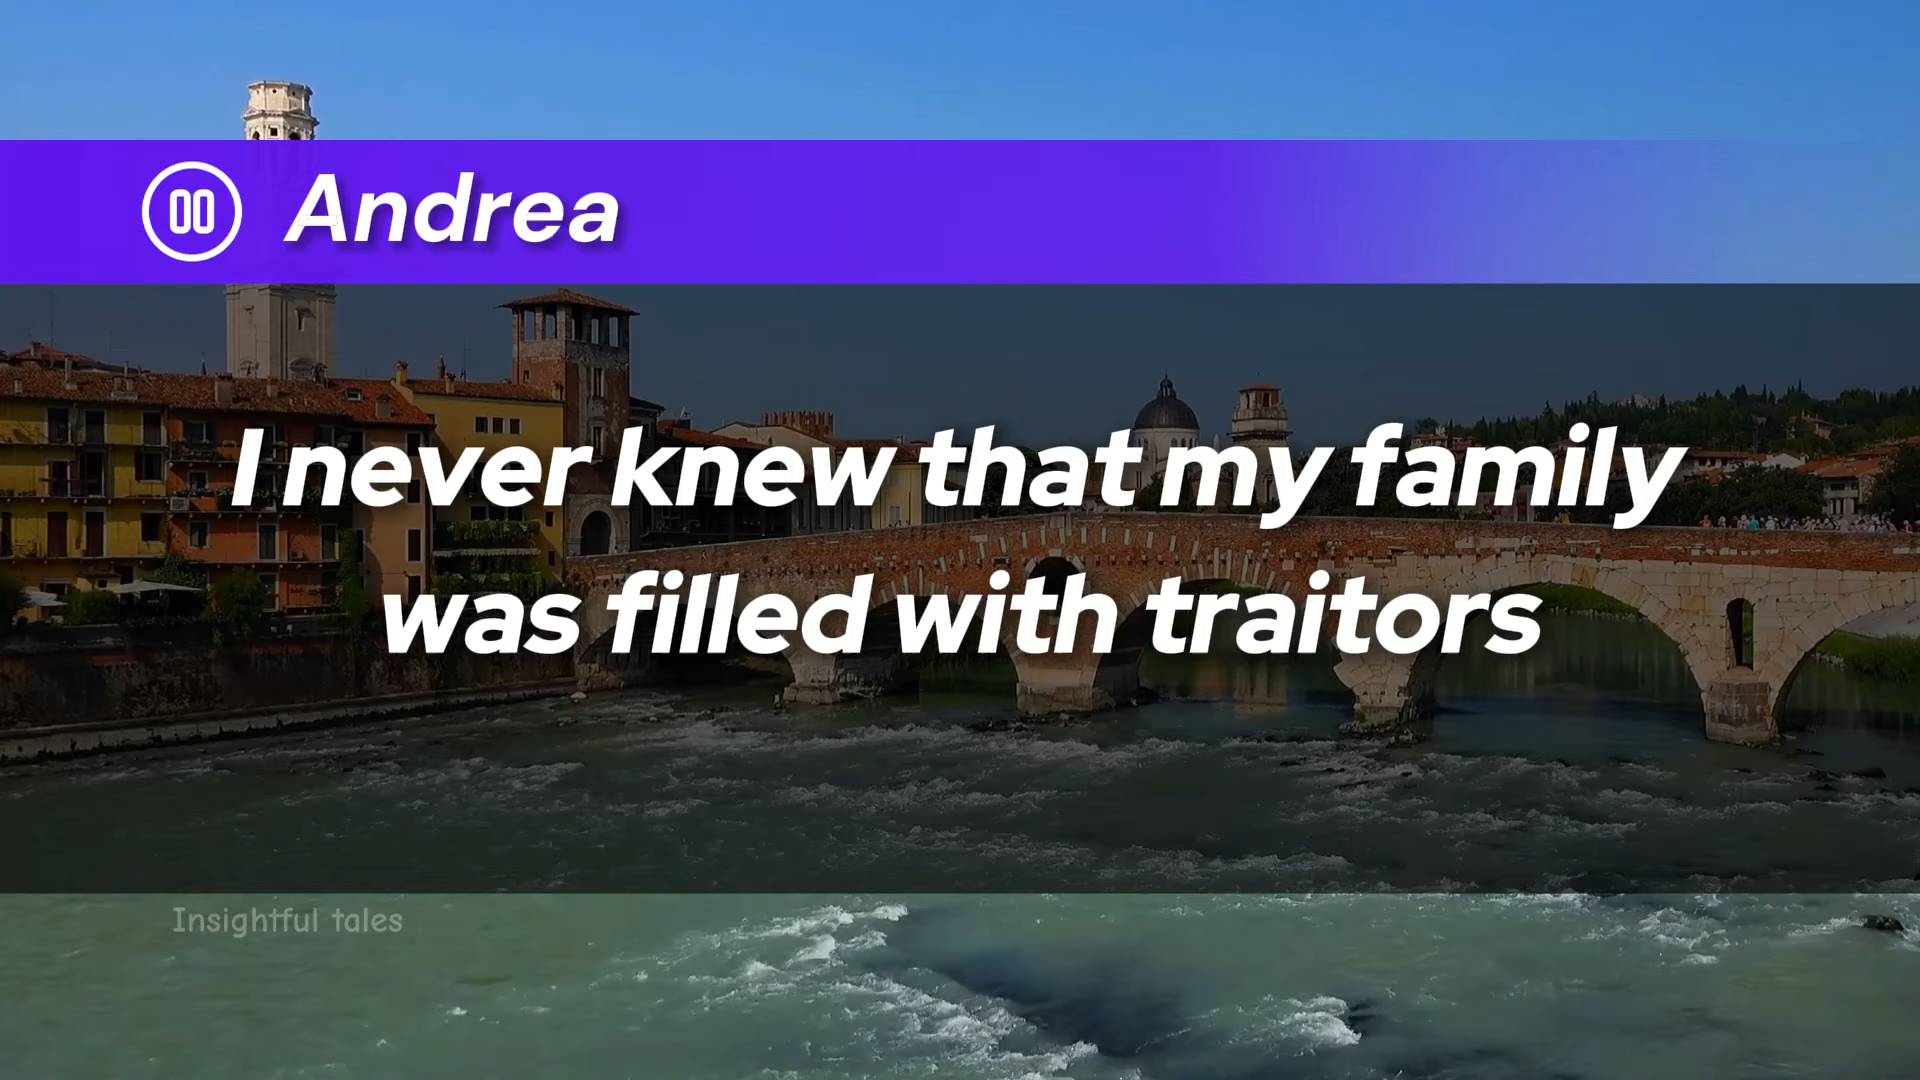 Andrea
I never knew that my family
was filled with traitors
Insightful tales